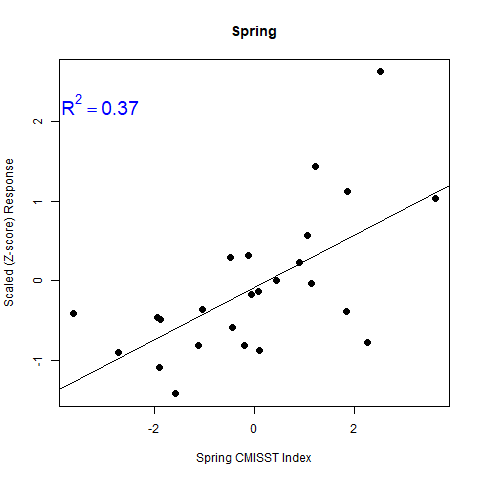 Spring
R² = 0.37
Scaled (Z-score) Response
2
1
0
-1
-2 0 2
Spring CMISST Index